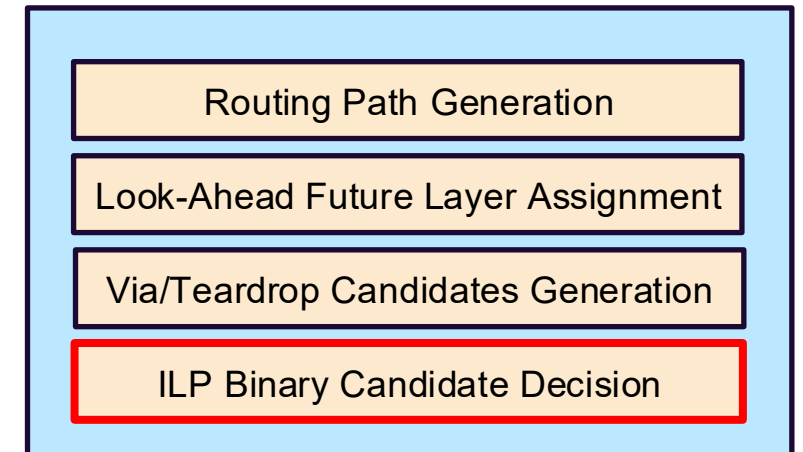 Routing Path Generation
Look-Ahead Future Layer Assignment
Via/Teardrop Candidates Generation
ILP Binary Candidate Decision